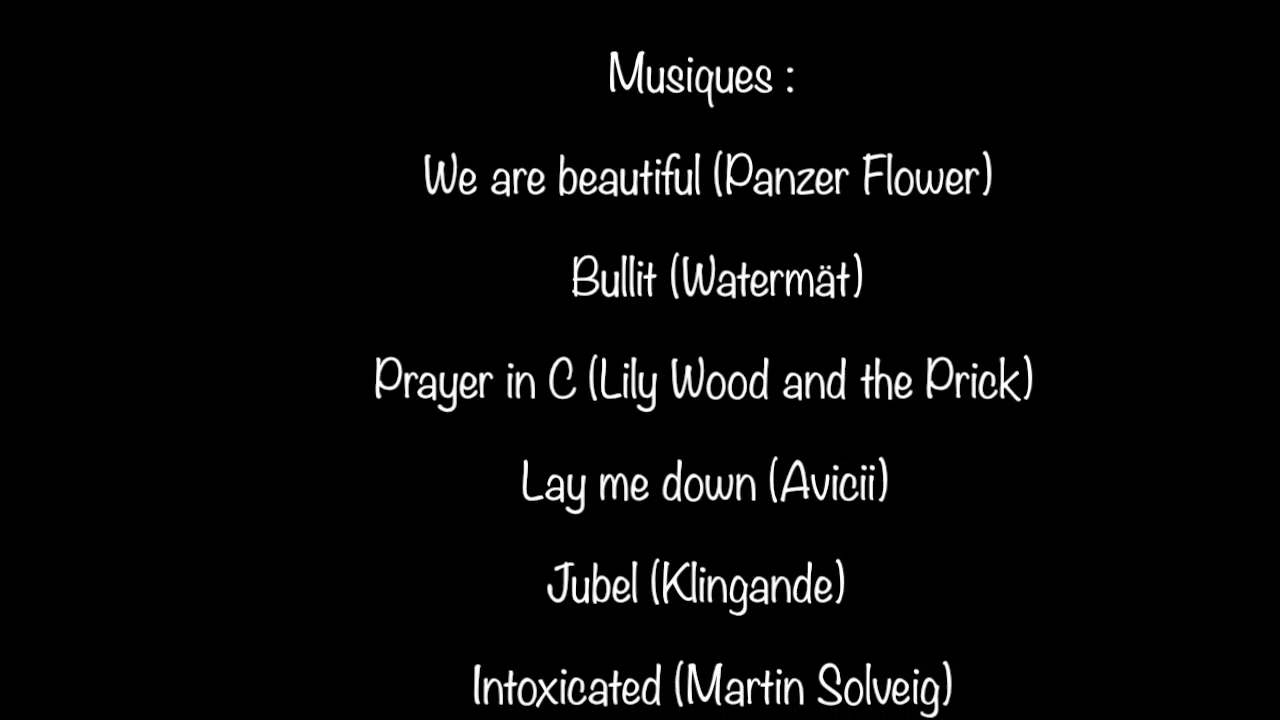 Musiques :
We are beautiful (Panzer Flower)
Bullit (Watermät)
Prayer in C (Lily Wood and the Prick)
Lay me down (Avicii)
Jubel (Klingande)
Intoxicated (Martin Solveig)